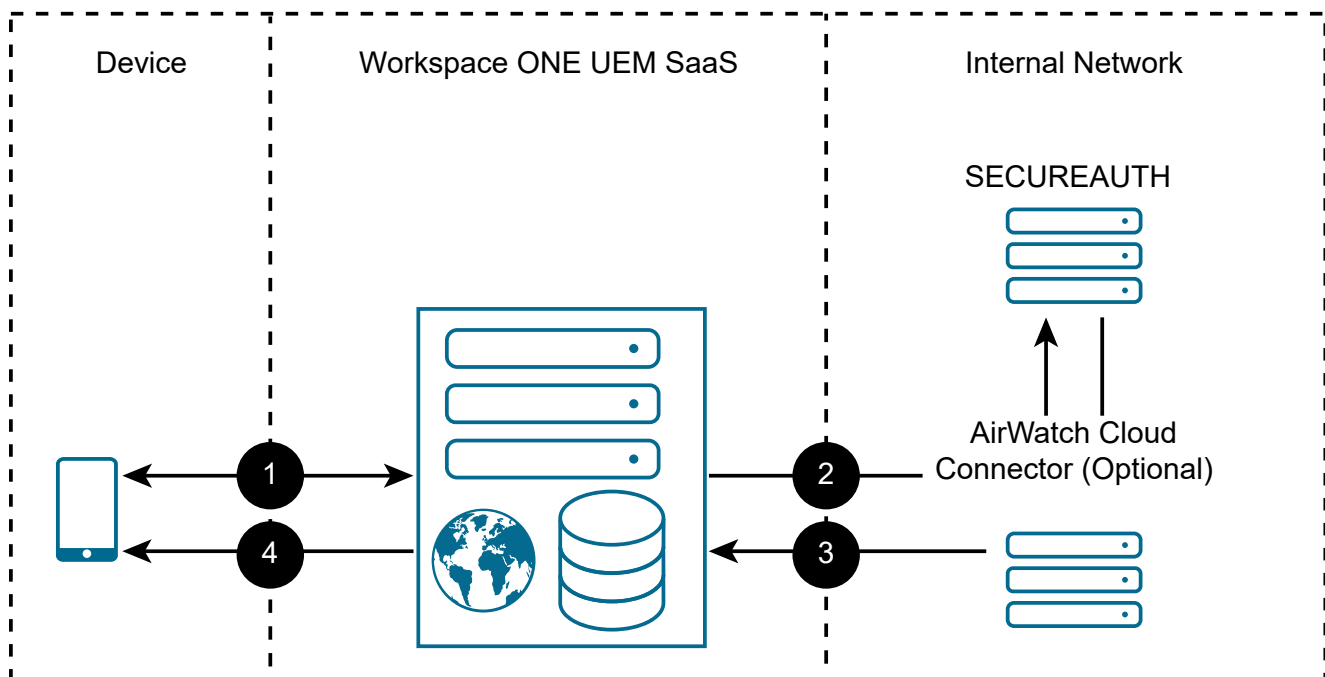 Device
Workspace ONE UEM SaaS
Internal Network
SECUREAUTH
AirWatch Cloud
Connector (Optional)
1
2
4
3